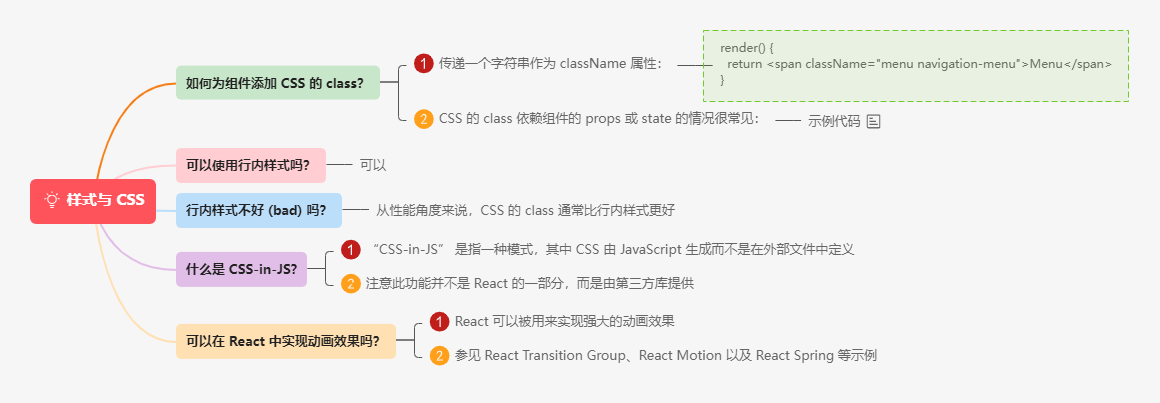 样式与 CSS
如何为组件添加 CSS 的 class?
1 传递一个字符串作为 className 属性：
render() {
  return <span className="menu navigation-menu">Menu</span>
}
2 CSS 的 class 依赖组件的 props 或 state 的情况很常见：
示例代码
可以使用行内样式吗?
可以
行内样式不好 (bad) 吗?
从性能角度来说，CSS 的 class 通常比行内样式更好
什么是 CSS-in-JS?
1 “CSS-in-JS” 是指一种模式，其中 CSS 由 JavaScript 生成而不是在外部文件中定义
2 注意此功能并不是 React 的一部分，而是由第三方库提供
可以在 React 中实现动画效果吗?
1 React 可以被用来实现强大的动画效果
2 参见 React Transition Group、React Motion 以及 React Spring 等示例